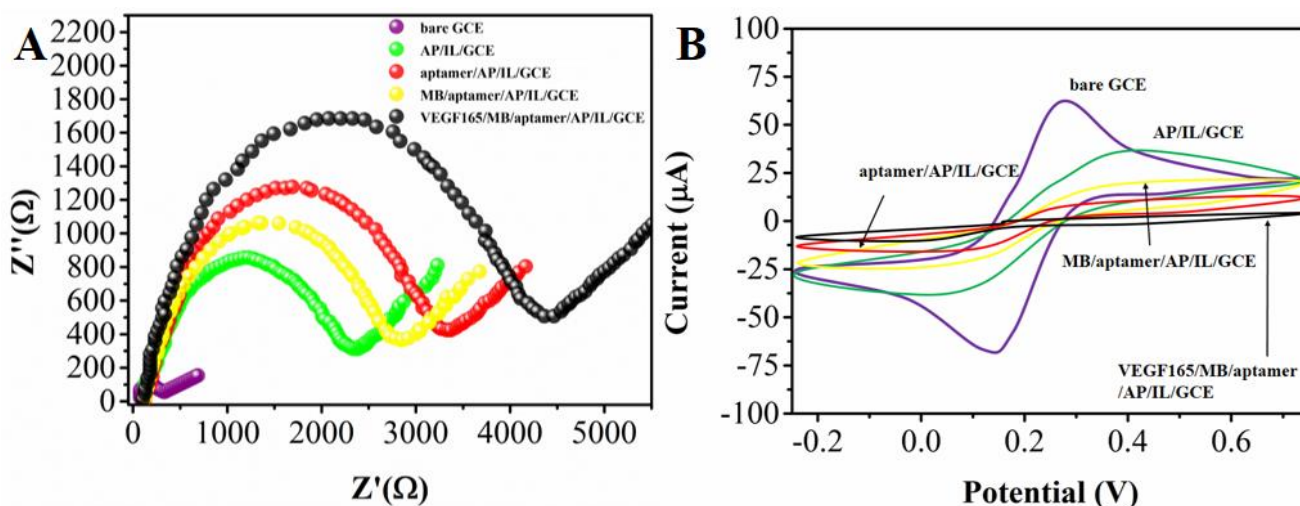 A
2200
2000
1800
1600
1400
1200
1000
800
600
400
200
0
Z''(Ω)
0
1000
2000
3000
4000
5000
Z'(Ω)
bare GCE
AP/IL/GCE
aptamer/AP/IL/GCE
MB/aptamer/AP/IL/GCE
VEGF165/MB/aptamer/AP/IL/GCE
B
100
75
50
25
0
-25
-50
-75
-100
Current (µA)
-0.2
0.0
0.2
0.4
0.6
Potential (V)
bare GCE
AP/IL/GCE
aptamer/AP/IL/GCE
MB/aptamer/AP/IL/GCE
VEGF165/MB/aptamer
/AP/IL/GCE